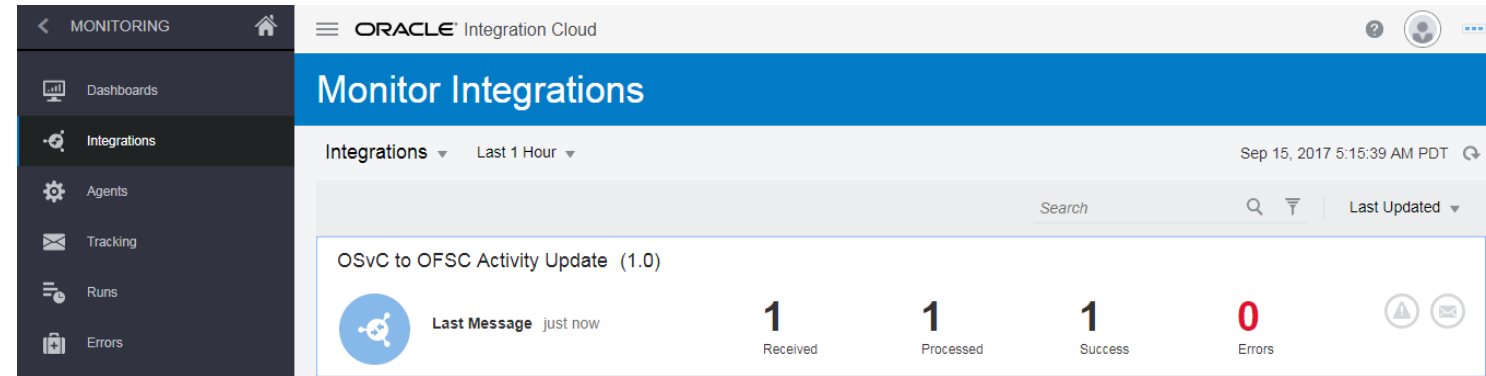 MONITORING
Dashboards
Integrations
Agents
Tracking
Runs
Errors
ORACLE Integration Cloud
Monitor Integrations
Integrations Last 1 Hour Sep 15, 2017 5:15:39 AM PDT
Search Last Updated
OSvC to OFSC Activity Update (1.0)
Last Message just now
1 1 1 0
Received Processed Success Errors